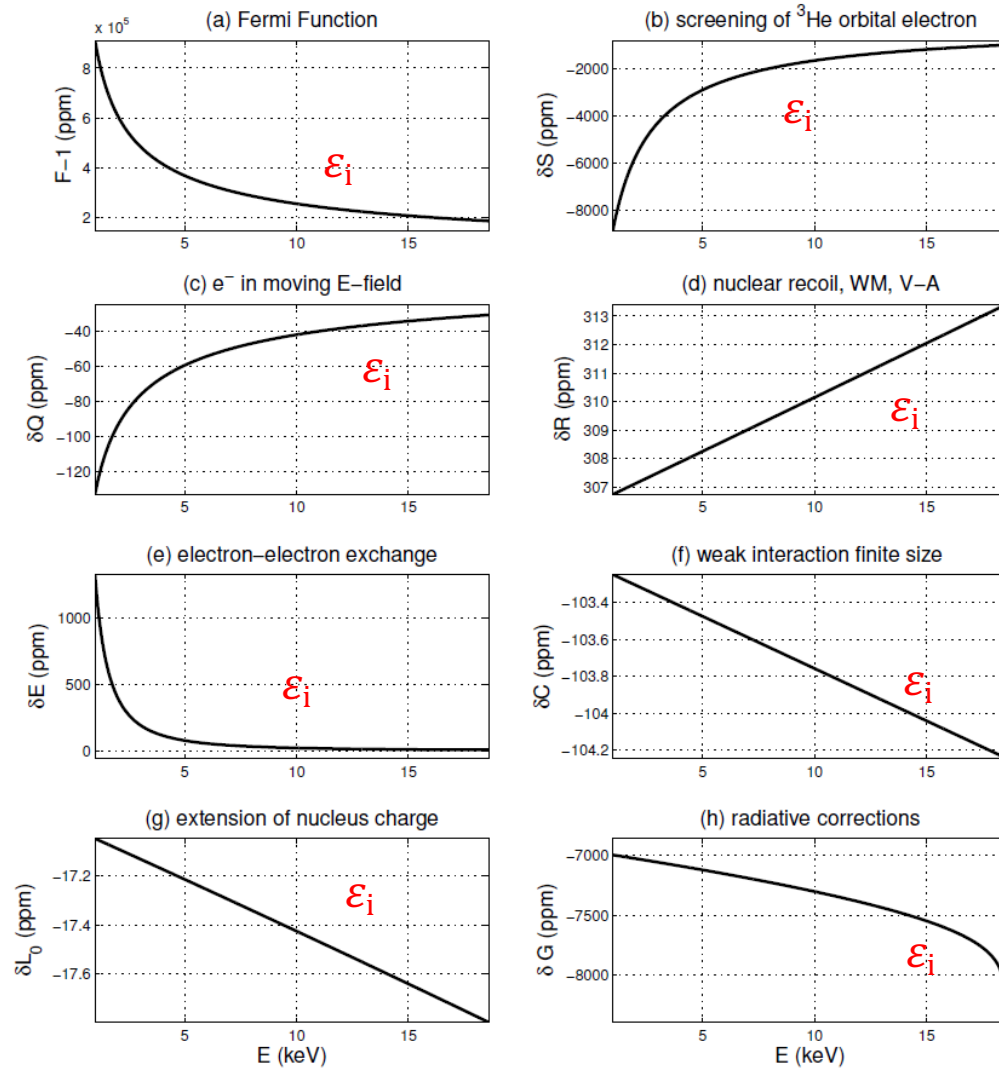 (a) Fermi Function
x 10⁵
8
6
4
2
F−1 (ppm)
εᵢ
5
10
15
(b) screening of ³He orbital electron
−2000
−4000
−6000
−8000
δS (ppm)
εᵢ
5
10
15
(c) e⁻ in moving E−field
−40
−60
−80
−100
−120
δQ (ppm)
εᵢ
5
10
15
(d) nuclear recoil, WM, V−A
313
312
311
310
309
308
307
δR (ppm)
εᵢ
5
10
15
(e) electron−electron exchange
1000
500
0
δE (ppm)
εᵢ
5
10
15
(f) weak interaction finite size
−103.4
−103.6
−103.8
−104
−104.2
δC (ppm)
εᵢ
5
10
15
(g) extension of nucleus charge
−17.2
−17.4
−17.6
δL₀ (ppm)
εᵢ
5
10
15
E (keV)
(h) radiative corrections
−7000
−7500
−8000
δ G (ppm)
εᵢ
5
10
15
E (keV)